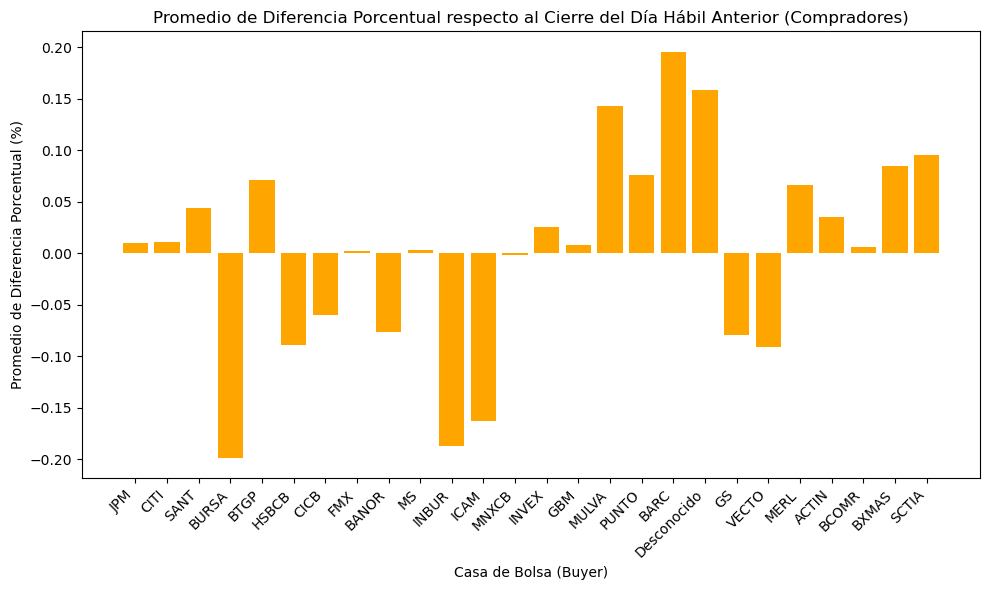 Promedio de Diferencia Porcentual respecto al Cierre del Día Hábil Anterior (Compradores)
Promedio de Diferencia Porcentual (%)
0.20
0.15
0.10
0.05
0.00
−0.05
−0.10
−0.15
−0.20
JPM
CITI
SANT
BURSA
BTGP
HSBCB
CICB
FMX
BANOR
MS
INBUR
ICAM
MNXCB
INVEX
GBM
MULVA
PUNTO
BARC
Desconocido
GS
VECTO
MERL
ACTIN
BCOMR
BXMAS
SCTIA
Casa de Bolsa (Buyer)